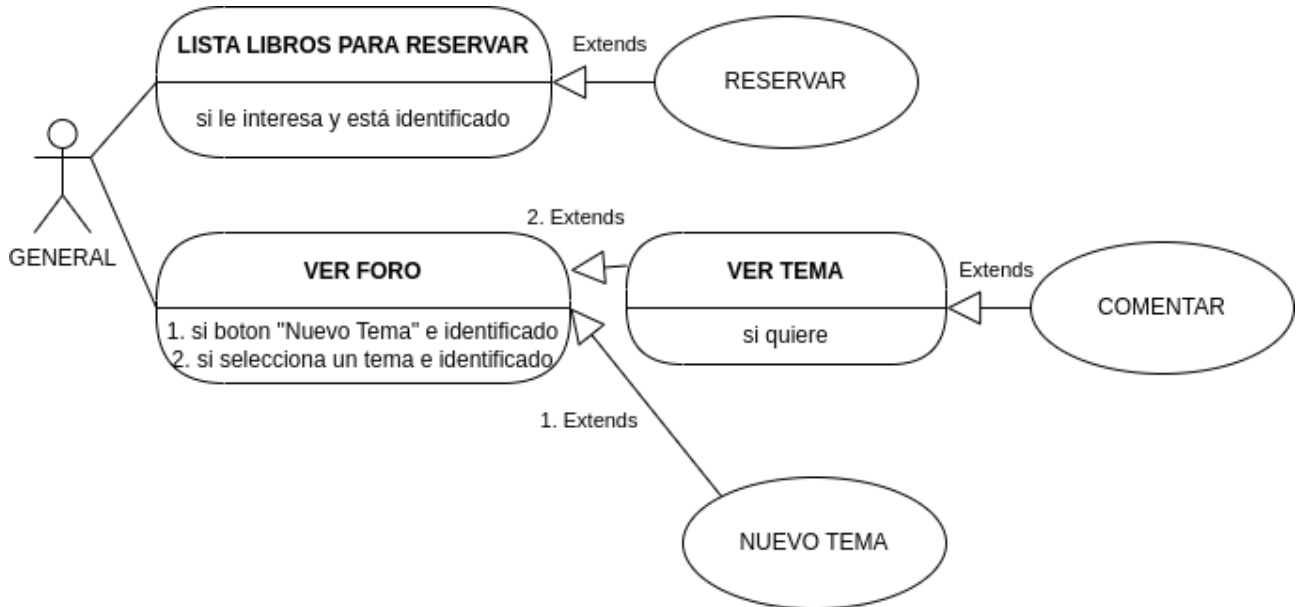 LISTA LIBROS PARA RESERVAR
Extends
RESERVAR
si le interesa y está identificado
GENERAL
2. Extends
VER FORO
VER TEMA
Extends
COMENTAR
1. si boton "Nuevo Tema" e identificado
2. si selecciona un tema e identificado
si quiere
1. Extends
NUEVO TEMA